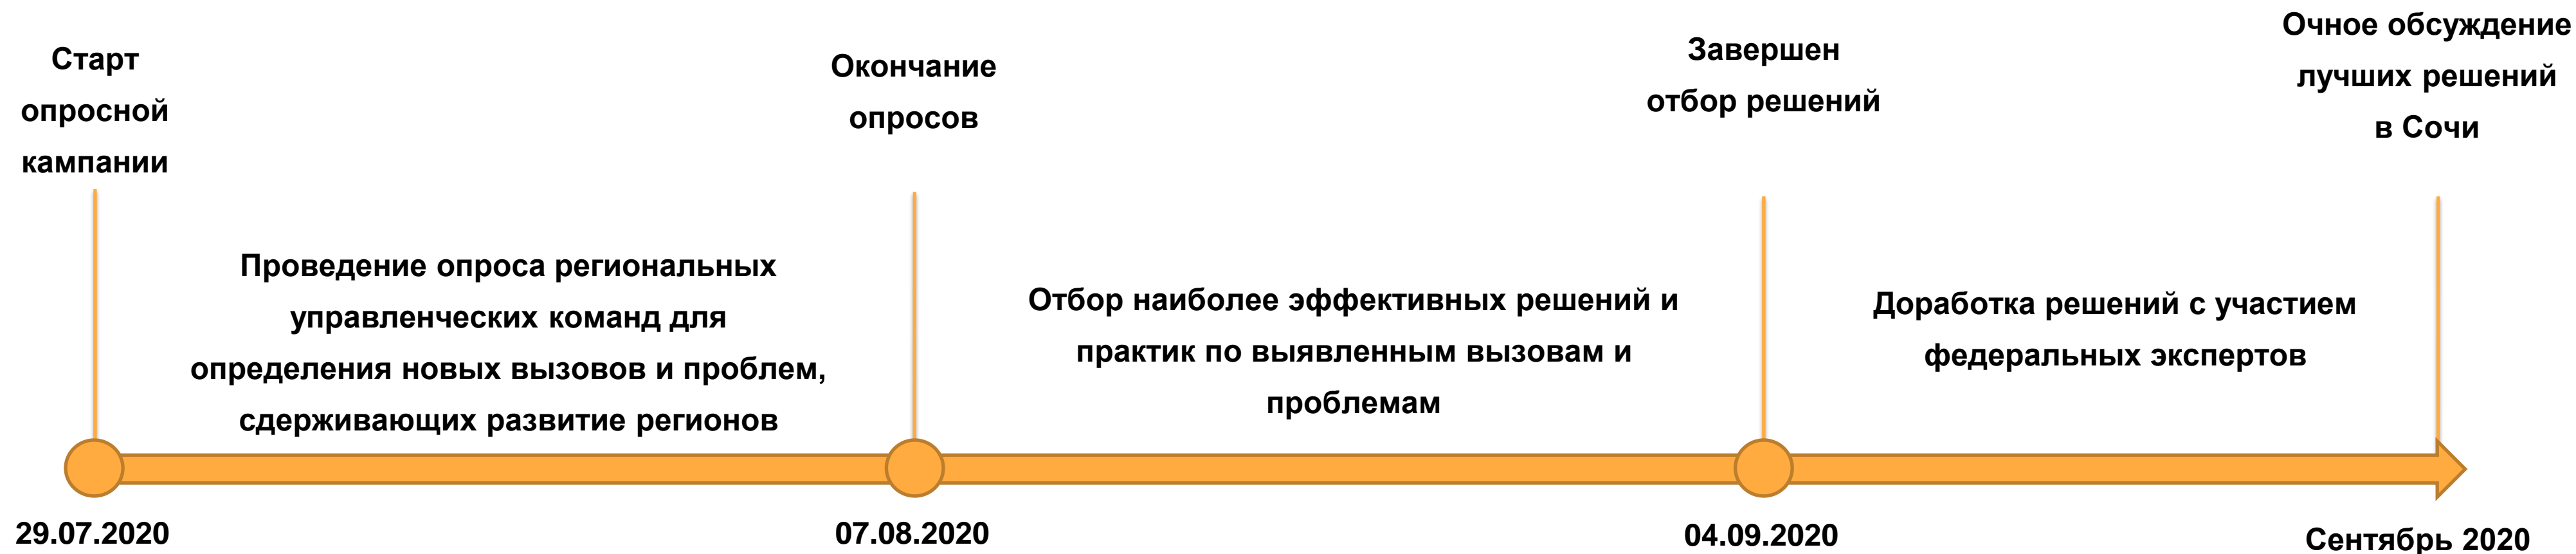 Старт
опросной
кампании
Окончание
опросов
Завершен
отбор решений
Очное обсуждение
лучших решений
в Сочи
Проведение опроса региональных
управленческих команд для
определения новых вызовов и проблем,
сдерживающих развитие регионов
Отбор наиболее эффективных решений и
практик по выявленным вызовам и
проблемам
Доработка решений с участием
федеральных экспертов
29.07.2020
07.08.2020
04.09.2020
Сентябрь 2020